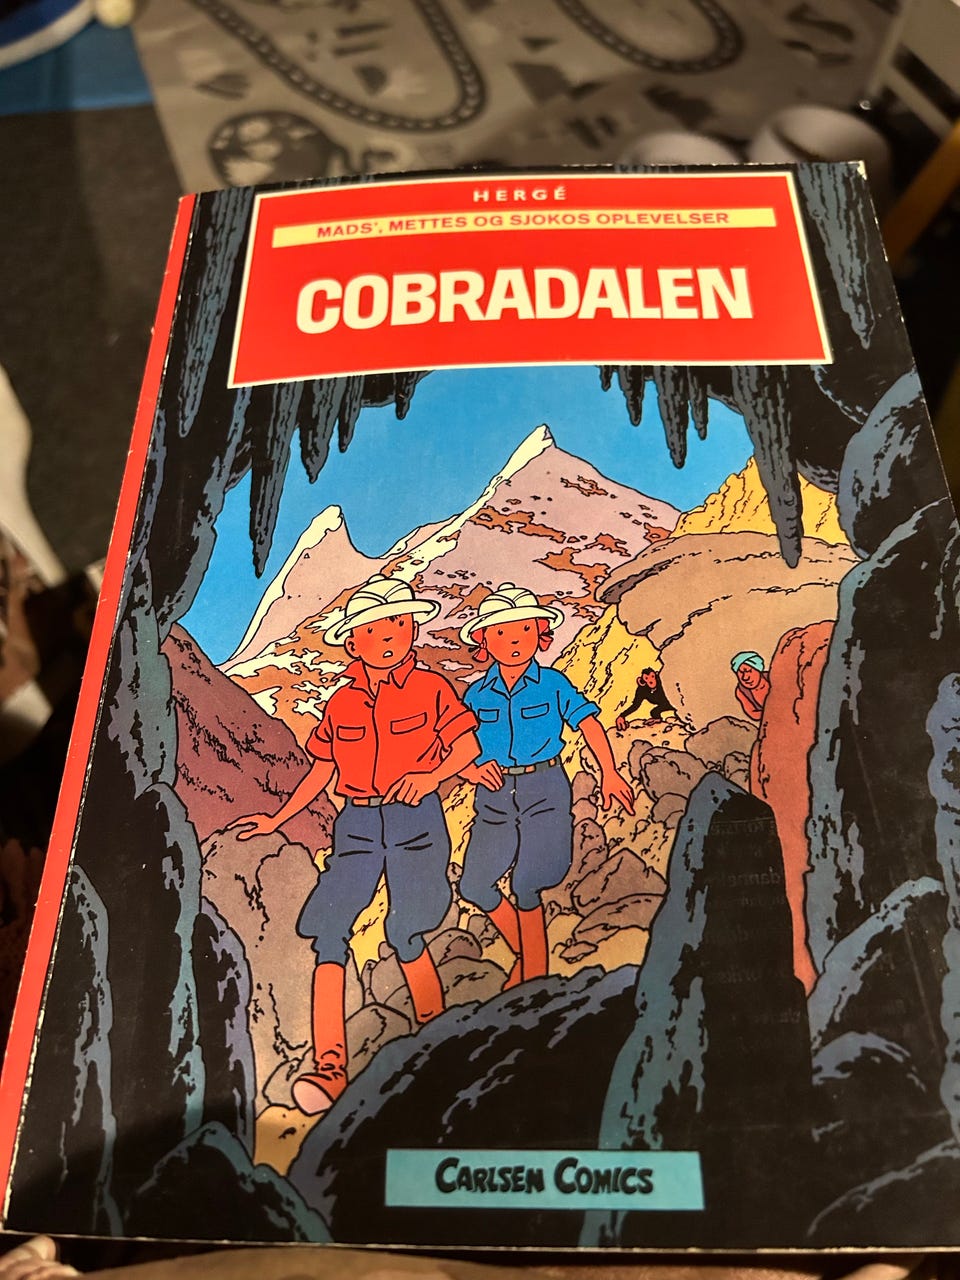 HERGÉ
MADS', METTES OG SJOKOS OPLEVELSER
COBRADALEN
CARLSEN COMICS